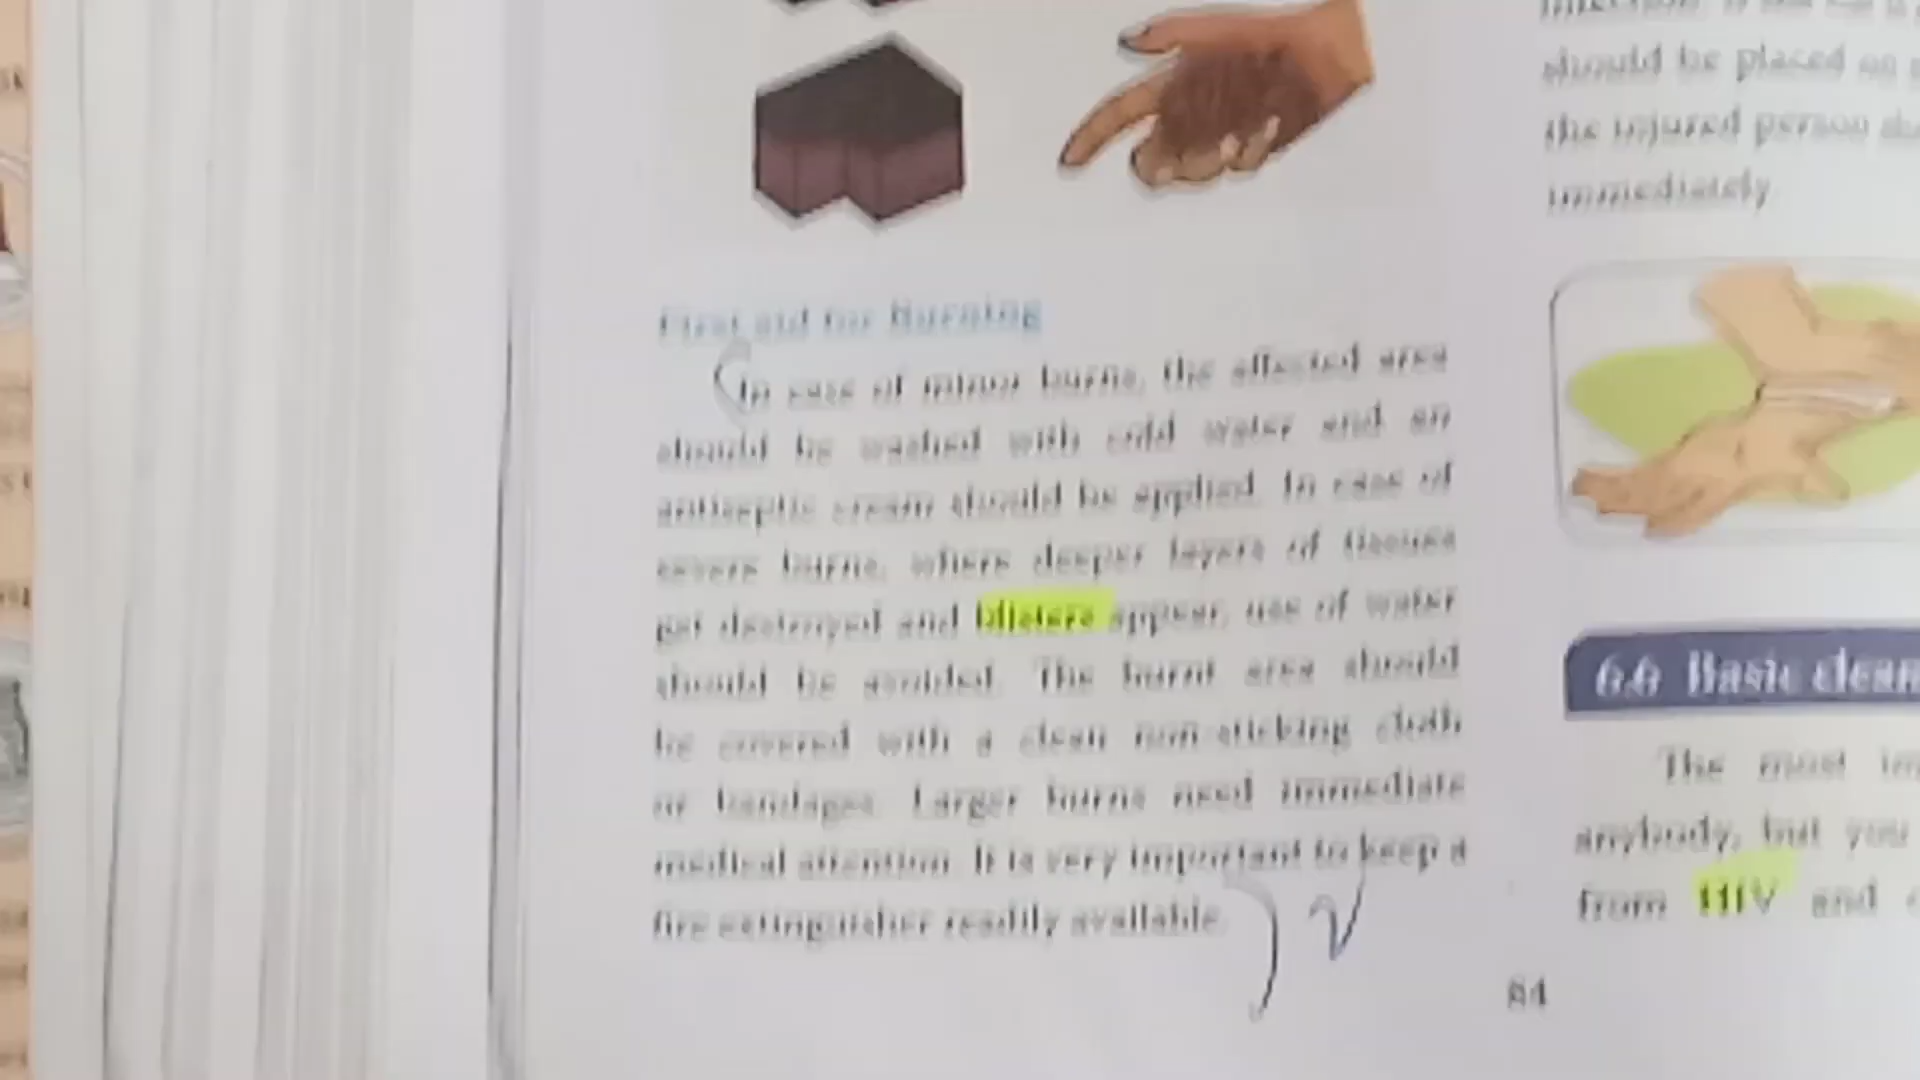 First aid for Burning
In case of minor burns, the affected area
should be washed with cold water and an
antiseptic cream should be applied. In case of
severe burns, where deeper layers of tissues
get destroyed and blisters appear, use of water
should be avoided. The burnt area should
be covered with a clean non-sticking cloth
or bandages. Larger burns need immediate
medical attention. It is very important to keep a
fire extinguisher readily available.
should be placed on
the injured person
immediately
6.6 Basic
The most
anybody, but you
from HIV and
84